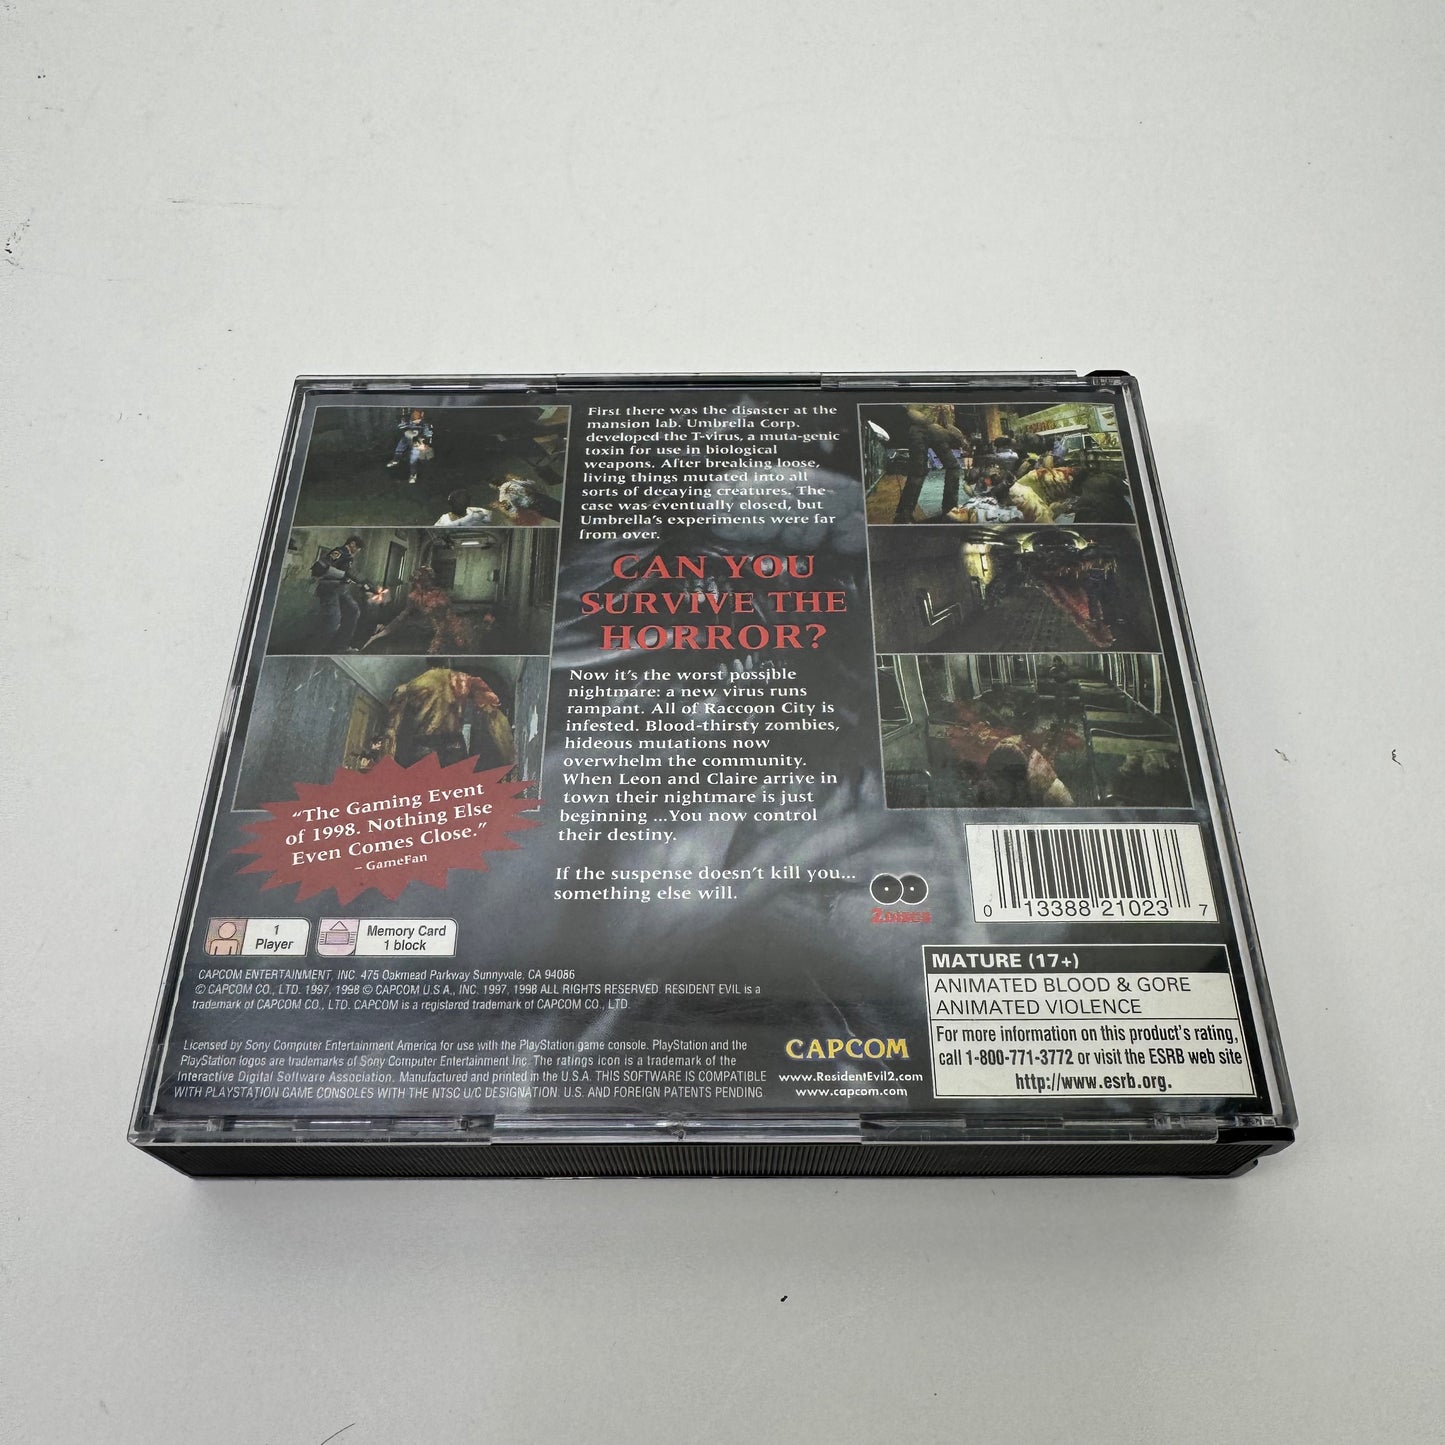 First there was the disaster at the
mansion lab. Umbrella Corp.
developed the T-virus, a muta-genic
toxin for use in biological
weapons. After breaking loose,
living things mutated into all
sorts of decaying creatures. The
case was eventually closed, but
Umbrella's experiments were far
from over.
CAN YOU
SURVIVE THE
HORROR?
Now it's the worst possible
nightmare: a new virus runs
rampant. All of Raccoon City is
infested. Blood-thirsty zombies,
hideous mutations now
overwhelm the community.
When Leon and Claire arrive in
town their nightmare is just
beginning ...You now control
their destiny.
If the suspense doesn't kill you...
something else will.
"The Gaming Event
of 1998. Nothing Else
Even Comes Close."
– GameFan
2 DISCS
0 13388 21023 7
1
Player
Memory Card
1 block
CAPCOM ENTERTAINMENT, INC. 475 Oakmead Parkway Sunnyvale, CA 94086
© CAPCOM CO., LTD. 1997, 1998 © CAPCOM U.S.A., INC. 1997, 1998 ALL RIGHTS RESERVED. RESIDENT EVIL is a
trademark of CAPCOM CO., LTD. CAPCOM is a registered trademark of CAPCOM CO., LTD.
Licensed by Sony Computer Entertainment America for use with the PlayStation game console. PlayStation and the
PlayStation logos are trademarks of Sony Computer Entertainment Inc. The ratings icon is a trademark of the
Interactive Digital Software Association. Manufactured and printed in the U.S.A. THIS SOFTWARE IS COMPATIBLE
WITH PLAYSTATION GAME CONSOLES WITH THE NTSC U/C DESIGNATION. U.S. AND FOREIGN PATENTS PENDING.
CAPCOM
www.ResidentEvil2.com
www.capcom.com
MATURE (17+)
ANIMATED BLOOD & GORE
ANIMATED VIOLENCE
For more information on this product's rating,
call 1-800-771-3772 or visit the ESRB web site
http://www.esrb.org.